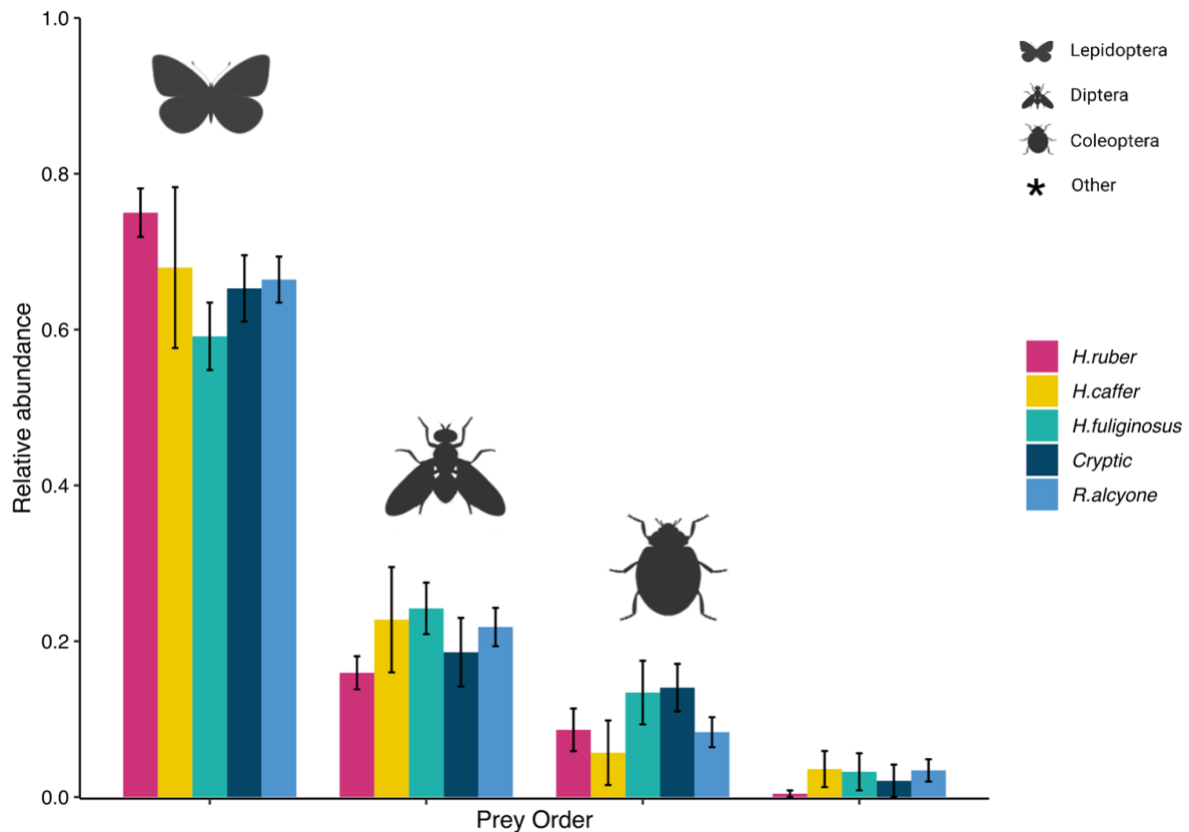 1.0
0.8
0.6
0.4
0.2
0.0
Relative abundance
Prey Order
Lepidoptera
Diptera
Coleoptera
* Other
H.ruber
H.caffer
H.fuliginosus
Cryptic
R.alcyone